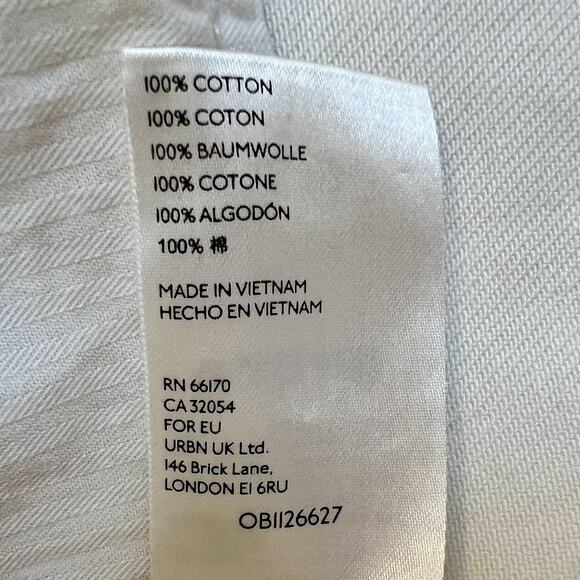 100% COTTON
100% COTON
100% BAUMWOLLE
100% COTONE
100% ALGODÓN
100% 棉
MADE IN VIETNAM
HECHO EN VIETNAM
RN 66170
CA 32054
FOR EU
URBN UK Ltd.
146 Brick Lane,
LONDON E1 6RU
OB1126627